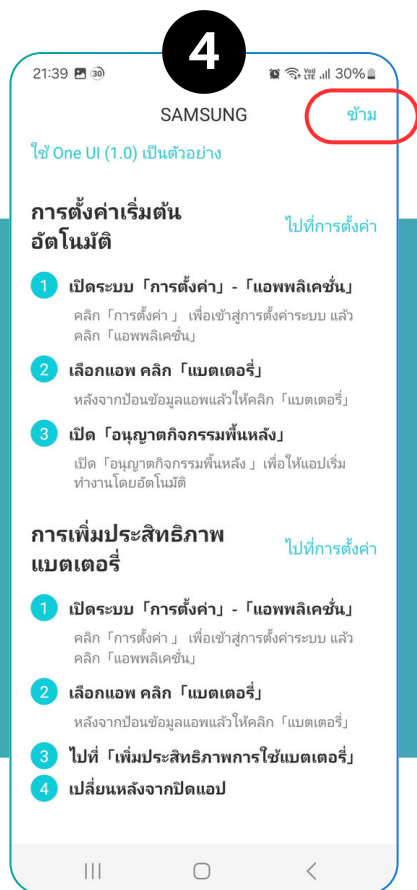 4
21:39 30 Vo)) LTE 30%
SAMSUNG ข้าม
ใช้ One UI (1.0) เป็นตัวอย่าง
การตั้งค่าเริ่มต้น
อัตโนมัติ
ไปที่การตั้งค่า
1 เปิดระบบ「การตั้งค่า」-「แอพพลิเคชั่น」
คลิก「การตั้งค่า 」 เพื่อเข้าสู่การตั้งค่าระบบ แล้ว
คลิก「แอพพลิเคชั่น」
2 เลือกแอพ คลิก「แบตเตอรี่」
หลังจากป้อนข้อมูลแอพแล้วให้คลิก「แบตเตอรี่」
3 เปิด「อนุญาตกิจกรรมพื้นหลัง」
เปิด「อนุญาตกิจกรรมพื้นหลัง 」เพื่อให้แอปเริ่ม
ทำงานโดยอัตโนมัติ
การเพิ่มประสิทธิภาพ
แบตเตอรี่
ไปที่การตั้งค่า
1 เปิดระบบ「การตั้งค่า」-「แอพพลิเคชั่น」
คลิก「การตั้งค่า 」 เพื่อเข้าสู่การตั้งค่าระบบ แล้ว
คลิก「แอพพลิเคชั่น」
2 เลือกแอพ คลิก「แบตเตอรี่」
หลังจากป้อนข้อมูลแอพแล้วให้คลิก「แบตเตอรี่」
3 ไปที่「เพิ่มประสิทธิภาพการใช้แบตเตอรี่」
4 เปลี่ยนหลังจากปิดแอป